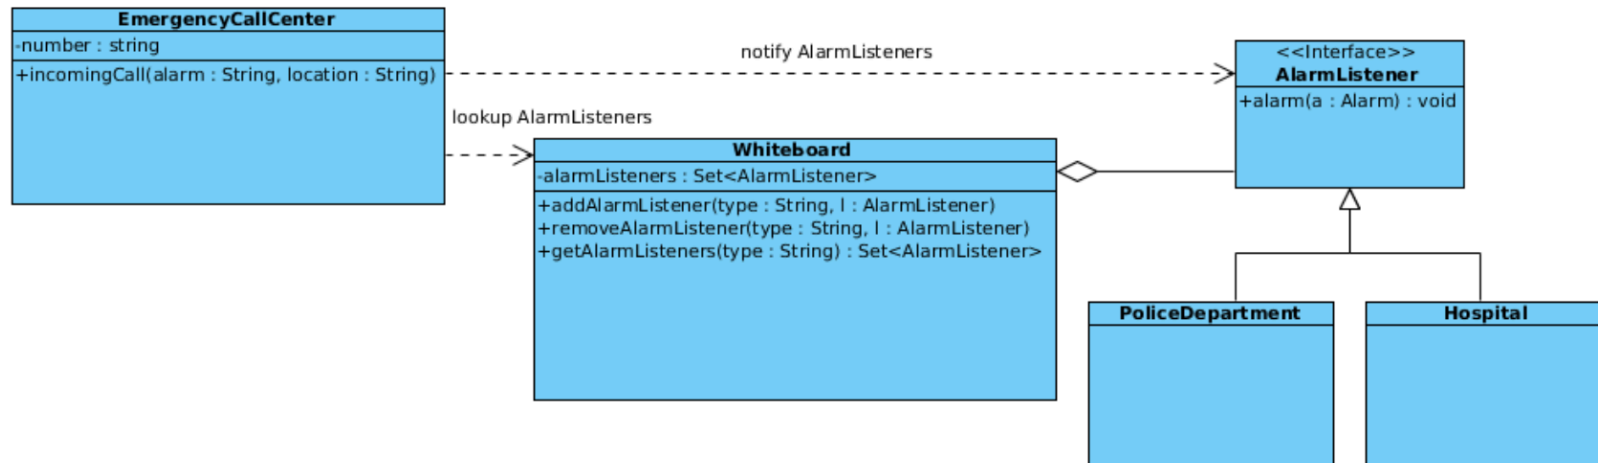 EmergencyCallCenter
-number : string
+incomingCall(alarm : String, location : String)
notify AlarmListeners
<<Interface>>
AlarmListener
+alarm(a : Alarm) : void
lookup AlarmListeners
Whiteboard
-alarmListeners : Set<AlarmListener>
+addAlarmListener(type : String, l : AlarmListener)
+removeAlarmListener(type : String, l : AlarmListener)
+getAlarmListeners(type : String) : Set<AlarmListener>
PoliceDepartment
Hospital